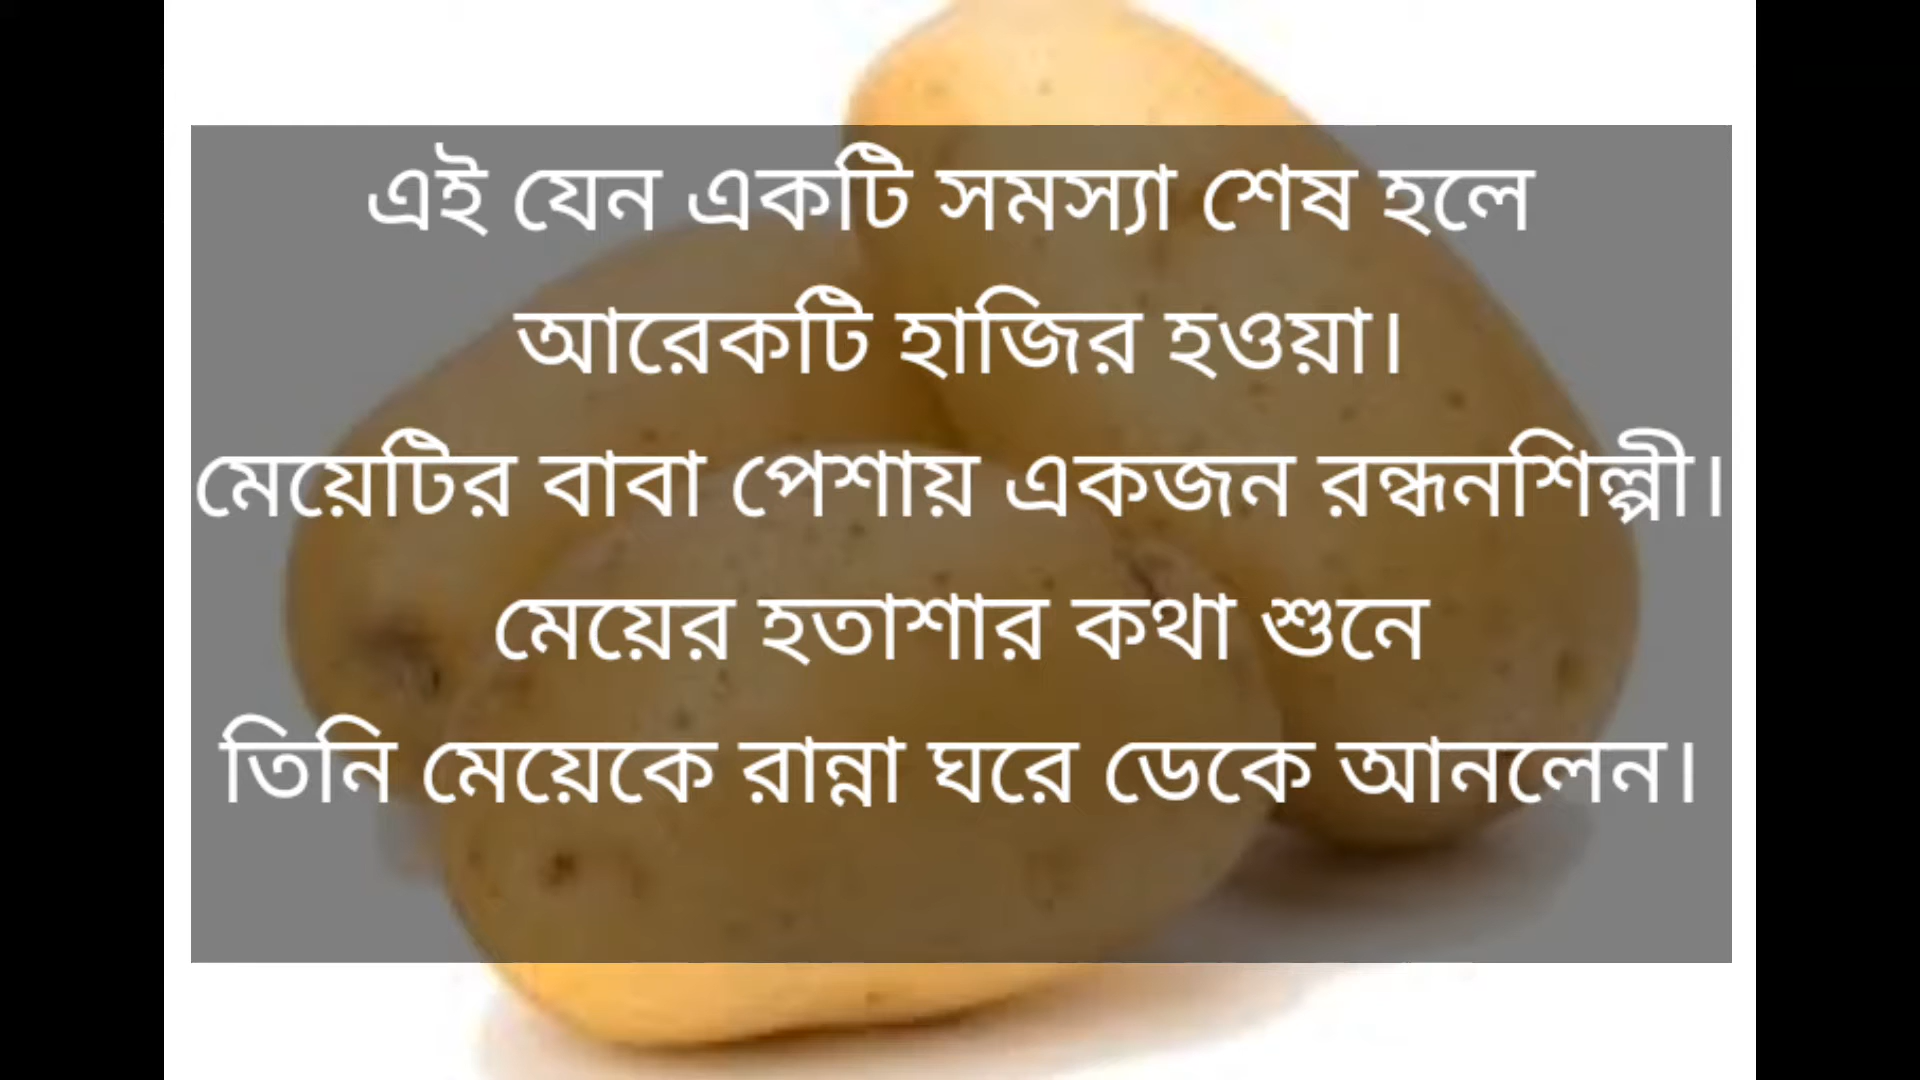 এই যেন একটি সমস্যা শেষ হলে
আরেকটি হাজির হওয়া।
মেয়েটির বাবা পেশায় একজন রন্ধনশিল্পী।
মেয়ের হতাশার কথা শুনে
তিনি মেয়েকে রান্না ঘরে ডেকে আনলেন।